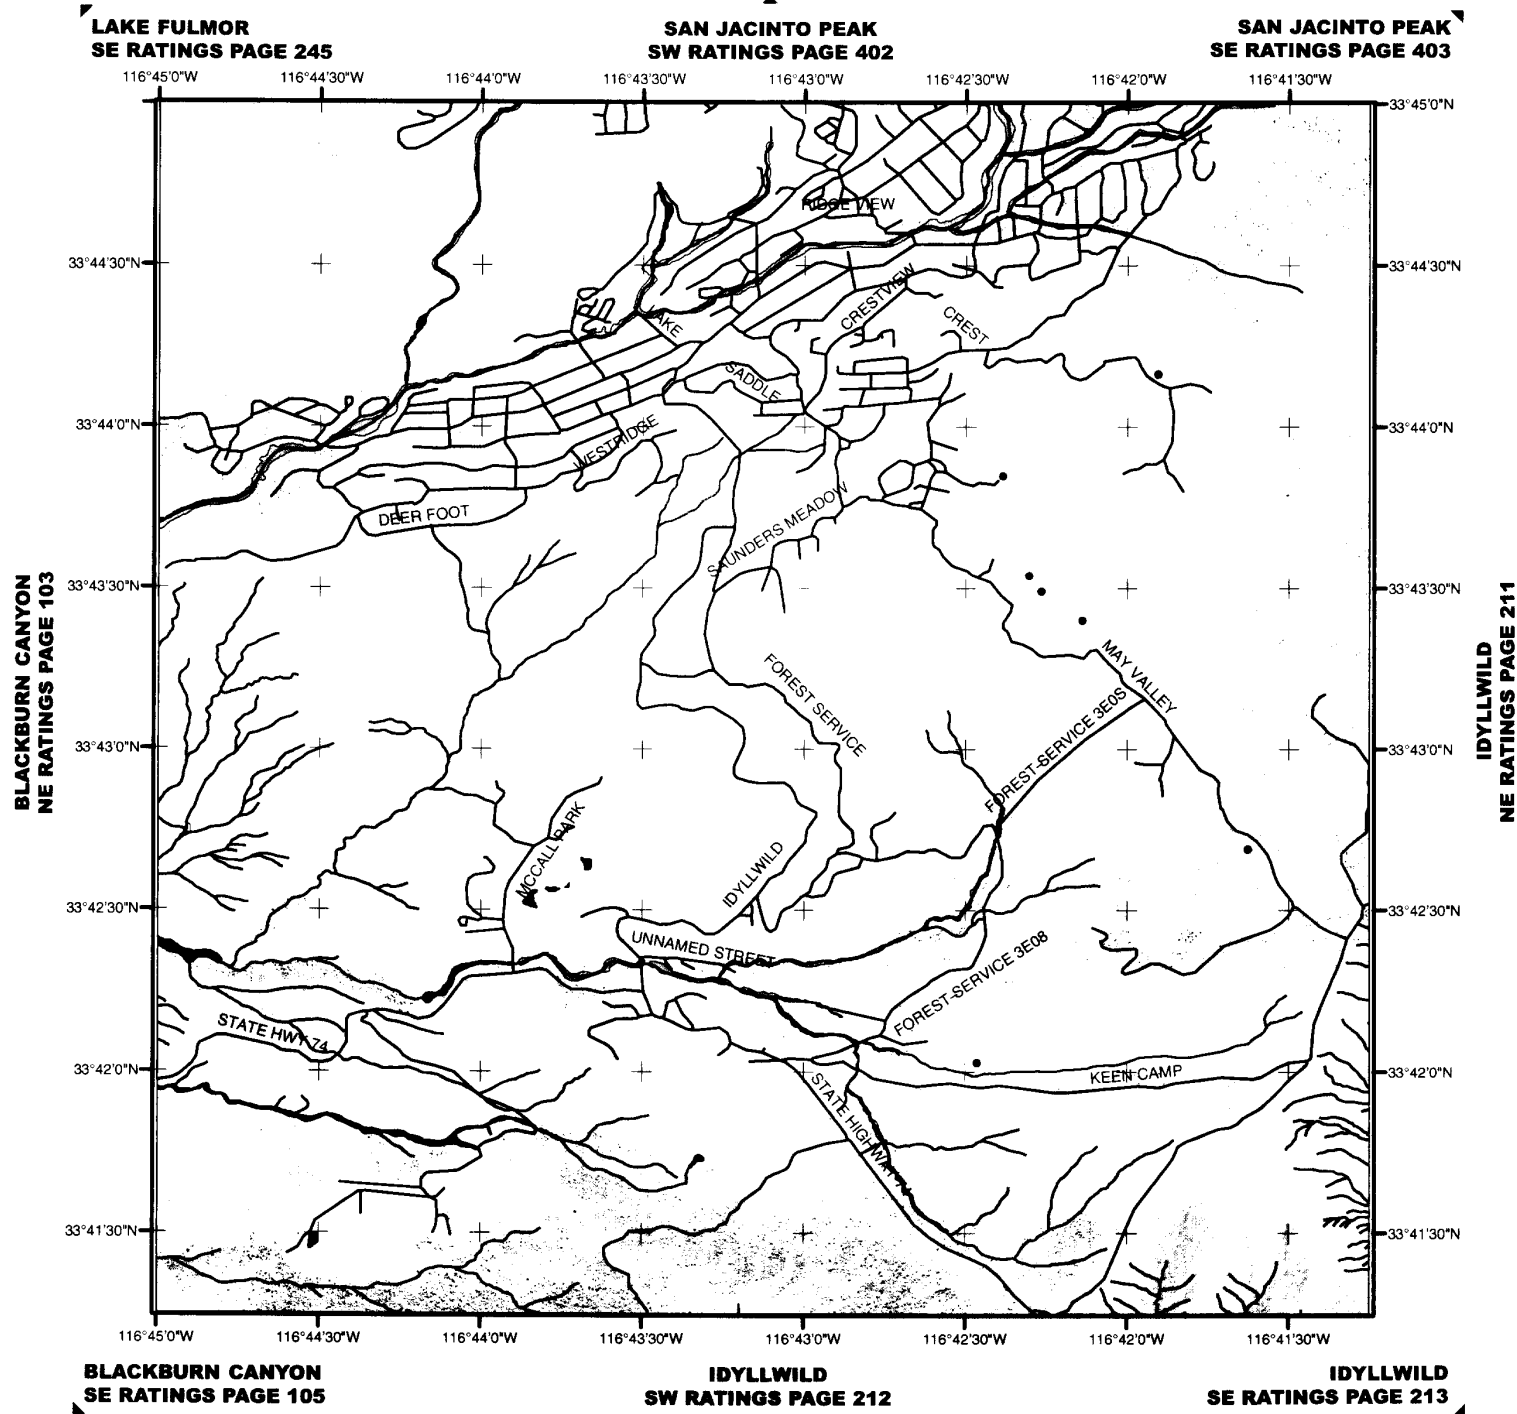 LAKE FULMOR
SE RATINGS PAGE 245
SAN JACINTO PEAK
SW RATINGS PAGE 402
SAN JACINTO PEAK
SE RATINGS PAGE 403
116°45'0"W
116°44'30"W
116°44'0"W
116°43'30"W
116°43'0"W
116°42'30"W
116°42'0"W
116°41'30"W
33°45'0"N
RIDGE VIEW
33°44'30"N
33°44'30"N
CRESTVIEW
LAKE
CREST
SADDLE
33°44'0"N
33°44'0"N
WESTRIDGE
SAUNDERS MEADOW
DEER FOOT
33°43'30"N
33°43'30"N
BLACKBURN CANYON
NE RATINGS PAGE 103
IDYLLWILD
NE RATINGS PAGE 211
MAY VALLEY
FOREST SERVICE
FOREST-SERVICE 3E0S
33°43'0"N
33°43'0"N
MCCALL PARK
IDYLLWILD
33°42'30"N
33°42'30"N
UNNAMED STREET
FOREST-SERVICE 3E08
STATE HWY 74
33°42'0"N
33°42'0"N
KEEN CAMP
STATE HIGHWAY
33°41'30"N
33°41'30"N
116°45'0"W
116°44'30"W
116°44'0"W
116°43'30"W
116°43'0"W
116°42'30"W
116°42'0"W
116°41'30"W
BLACKBURN CANYON
SE RATINGS PAGE 105
IDYLLWILD
SW RATINGS PAGE 212
IDYLLWILD
SE RATINGS PAGE 213